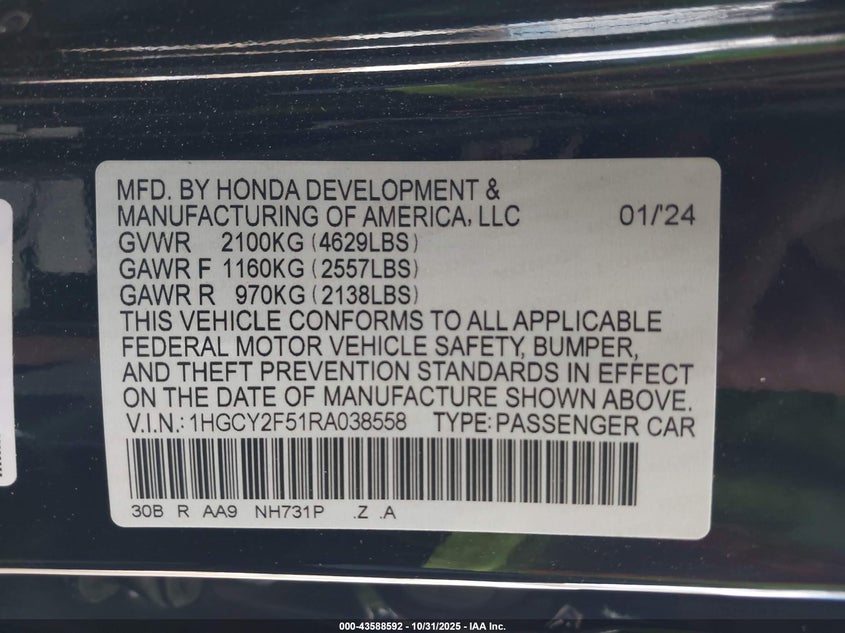 MFD. BY HONDA DEVELOPMENT &
MANUFACTURING OF AMERICA, LLC 01/'24
GVWR 2100KG (4629LBS)
GAWR F 1160KG (2557LBS)
GAWR R 970KG (2138LBS)
THIS VEHICLE CONFORMS TO ALL APPLICABLE
FEDERAL MOTOR VEHICLE SAFETY, BUMPER,
AND THEFT PREVENTION STANDARDS IN EFFECT
ON THE DATE OF MANUFACTURE SHOWN ABOVE.
V.I.N.: 1HGCY2F51RA038558 TYPE: PASSENGER CAR
30B R AA9 NH731P .Z .A
000-43588592 - 10/31/2025 - IAA Inc.